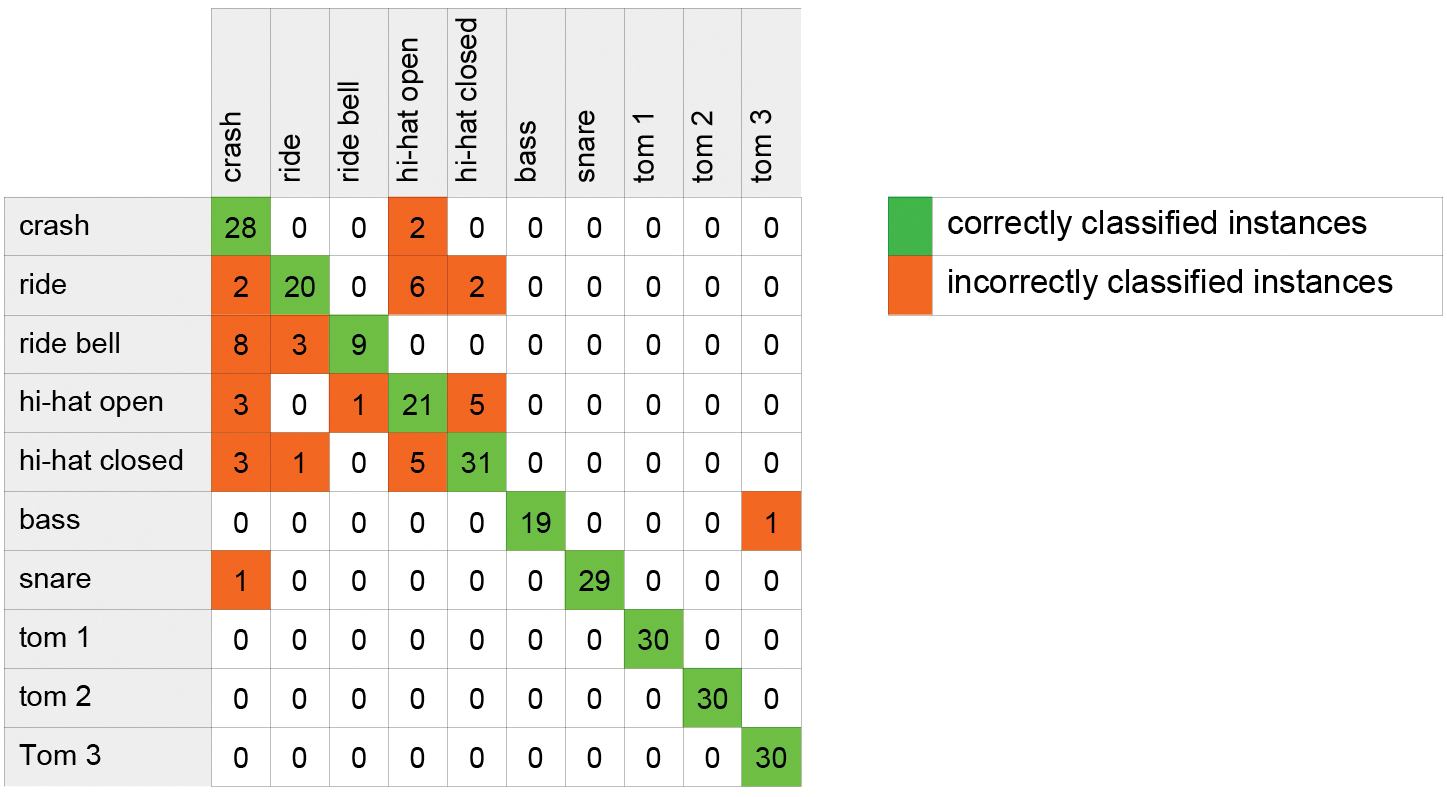 crash ride ride bell hi-hat open hi-hat closed bass snare tom 1 tom 2 tom 3
crash 28 0 0 2 0 0 0 0 0 0
ride 2 20 0 6 2 0 0 0 0 0
ride bell 8 3 9 0 0 0 0 0 0 0
hi-hat open 3 0 1 21 5 0 0 0 0 0
hi-hat closed 3 1 0 5 31 0 0 0 0 0
bass 0 0 0 0 0 19 0 0 0 1
snare 1 0 0 0 0 0 29 0 0 0
tom 1 0 0 0 0 0 0 0 30 0 0
tom 2 0 0 0 0 0 0 0 0 30 0
Tom 3 0 0 0 0 0 0 0 0 0 30
correctly classified instances
incorrectly classified instances